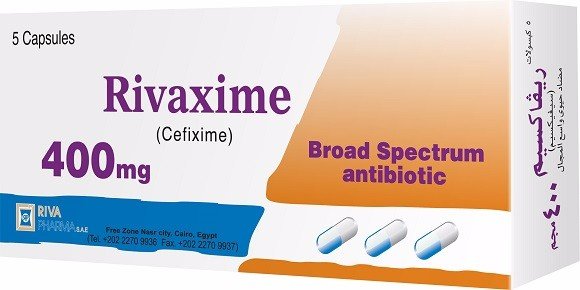 5 Capsules
Rivaxime
(Cefixime)
400mg
Broad Spectrum
antibiotic
RIVA
PHARMA S.A.E
Free Zone Nasr city, Cairo, Egypt
(Tel. +202 2270 9936 Fax. +202 2270 9937)
٥ كبسولات
ريفاكسيم
(سيفيكسيم)
مضاد حيوى واسع المجال
٤٠٠ مجم